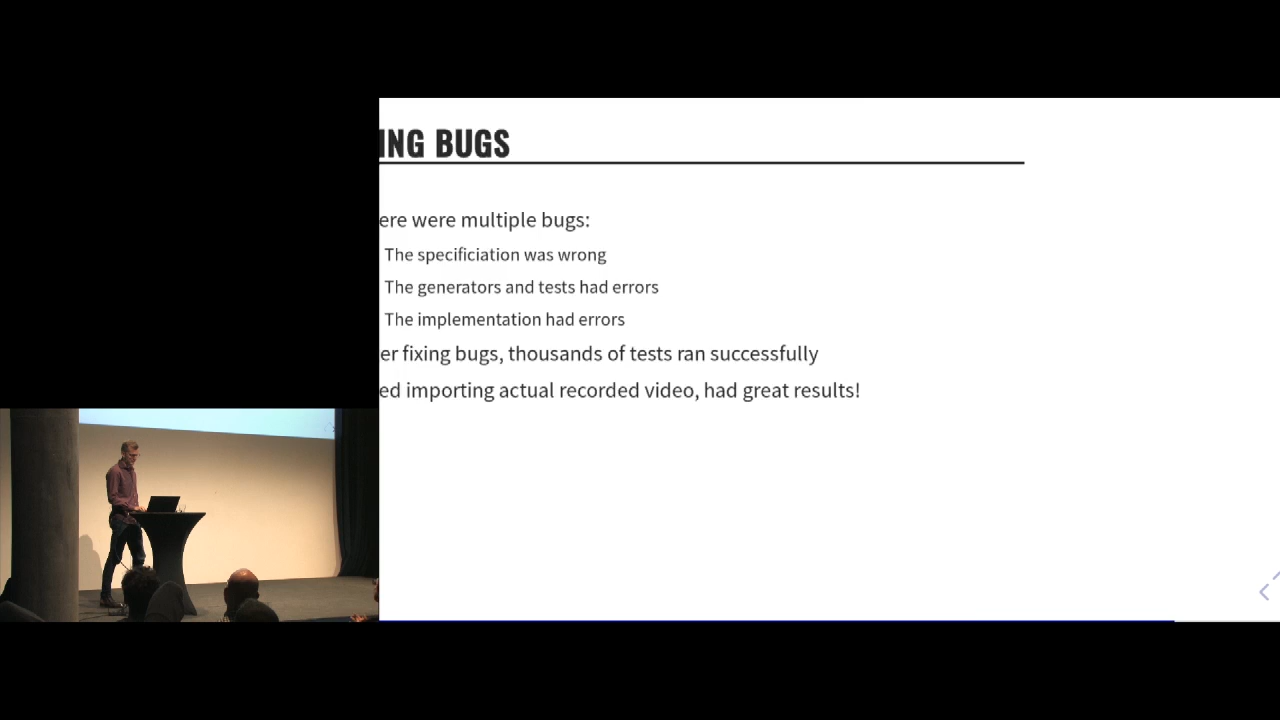 ING BUGS
ere were multiple bugs:
The specificiation was wrong
The generators and tests had errors
The implementation had errors
er fixing bugs, thousands of tests ran successfully
ed importing actual recorded video, had great results!